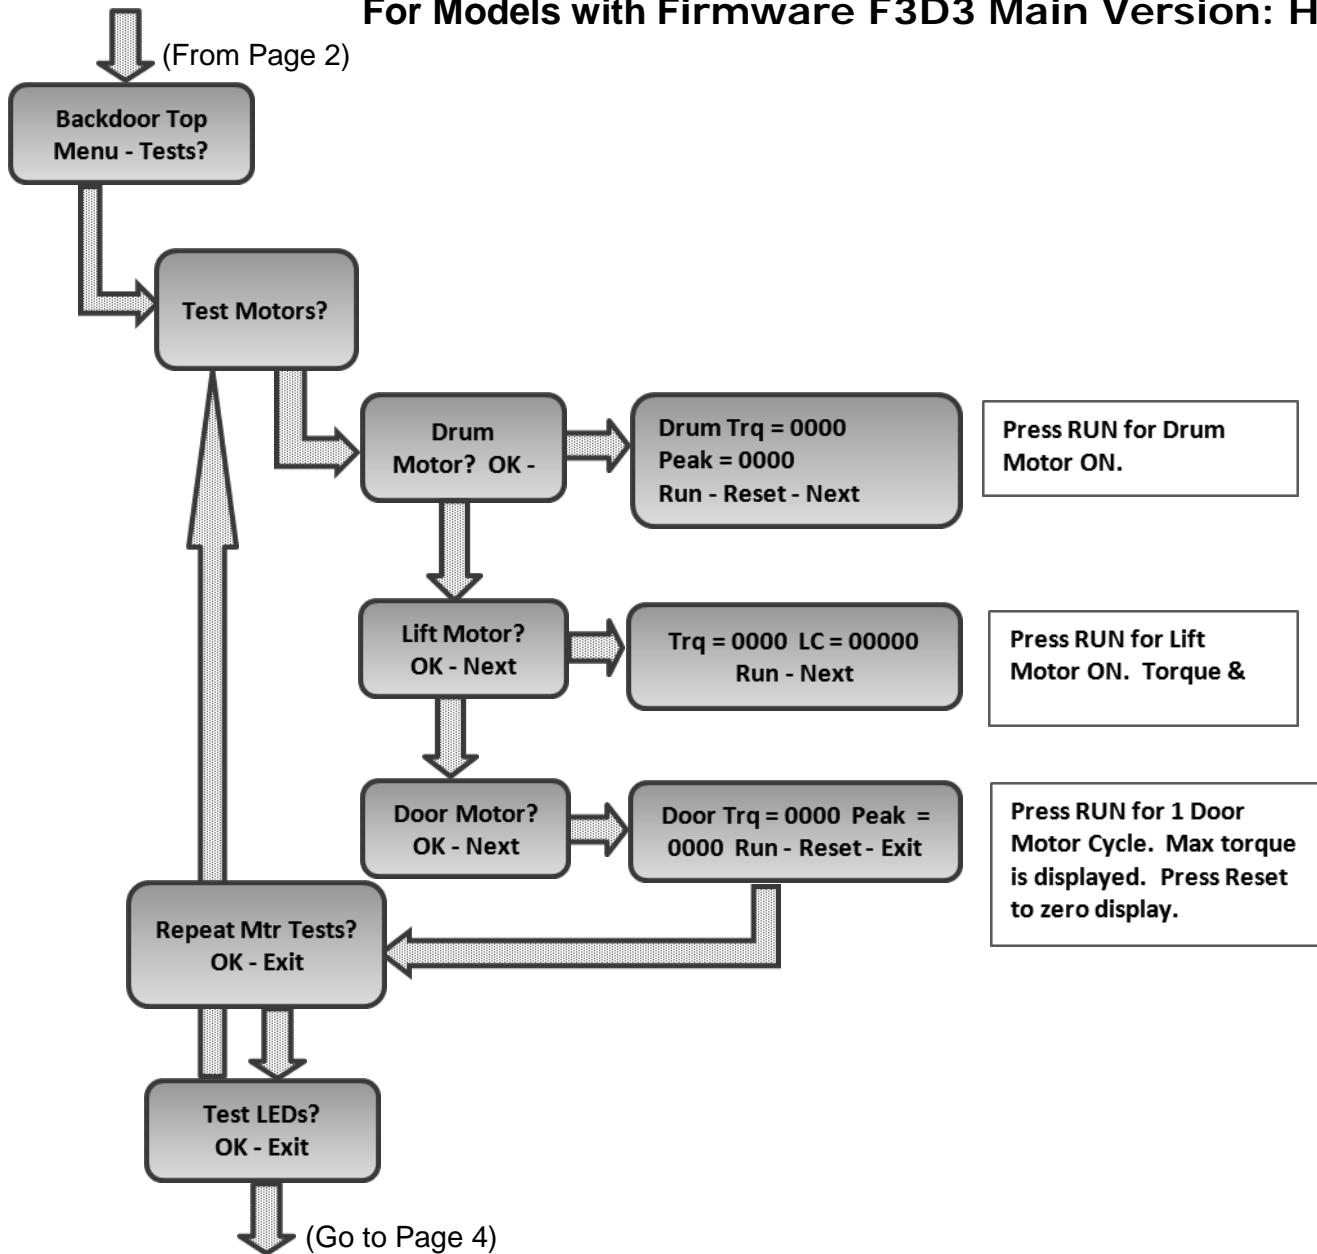 For Models with Firmware F3D3 Main Version: H
(From Page 2)
Backdoor Top
Menu - Tests?
Test Motors?
Drum
Motor? OK -
Drum Trq = 0000
Peak = 0000
Run - Reset - Next
Press RUN for Drum
Motor ON.
Lift Motor?
OK - Next
Trq = 0000 LC = 00000
Run - Next
Press RUN for Lift
Motor ON. Torque &
Door Motor?
OK - Next
Door Trq = 0000 Peak =
0000 Run - Reset - Exit
Press RUN for 1 Door
Motor Cycle. Max torque
is displayed. Press Reset
to zero display.
Repeat Mtr Tests?
OK - Exit
Test LEDs?
OK - Exit
(Go to Page 4)